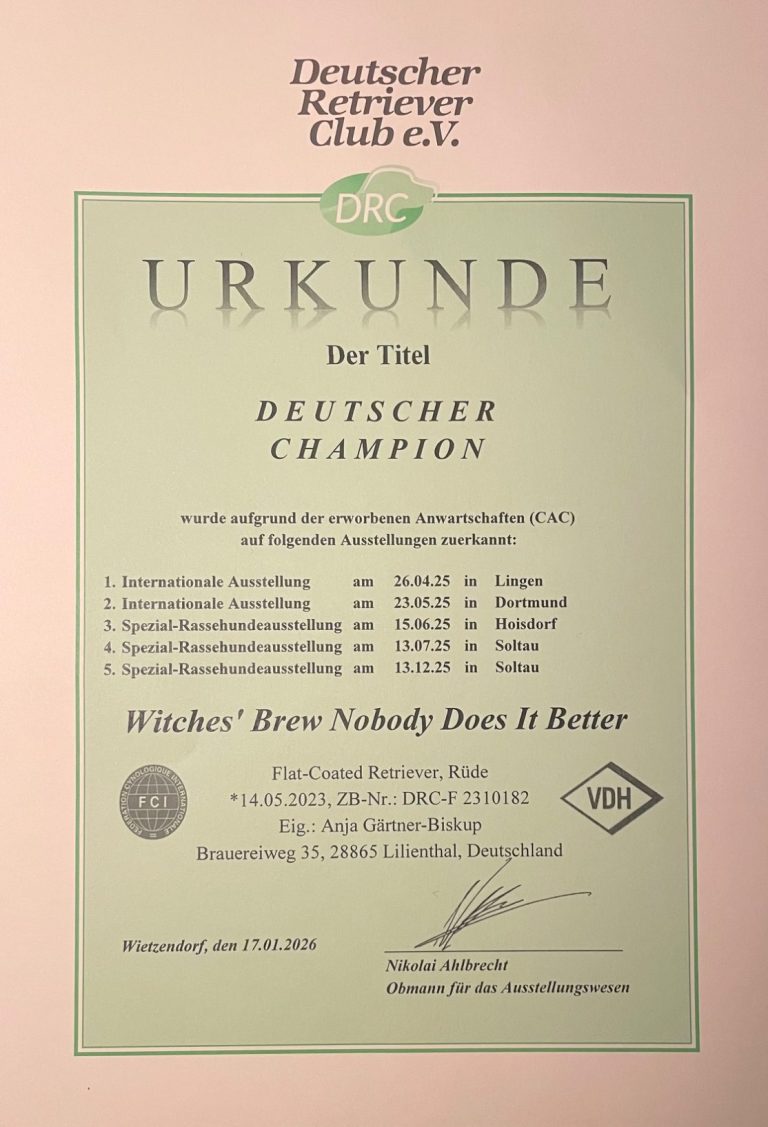 Deutscher
Retriever
Club e.V.
DRC
URKUNDE
Der Titel
DEUTSCHER
CHAMPION
wurde aufgrund der erworbenen Anwartschaften (CAC)
auf folgenden Ausstellungen zuerkannt:
1. Internationale Ausstellung am 26.04.25 in Lingen
2. Internationale Ausstellung am 23.05.25 in Dortmund
3. Spezial-Rassehundeausstellung am 15.06.25 in Hoisdorf
4. Spezial-Rassehundeausstellung am 13.07.25 in Soltau
5. Spezial-Rassehundeausstellung am 13.12.25 in Soltau
Witches' Brew Nobody Does It Better
Flat-Coated Retriever, Rüde
*14.05.2023, ZB-Nr.: DRC-F 2310182
Eig.: Anja Gärtner-Biskup
Brauereiweg 35, 28865 Lilienthal, Deutschland
FEDERATION CYNOLOGIQUE INTERNATIONALE
FCI
VDH
Wietzendorf, den 17.01.2026
Nikolai Ahlbrecht
Obmann für das Ausstellungswesen